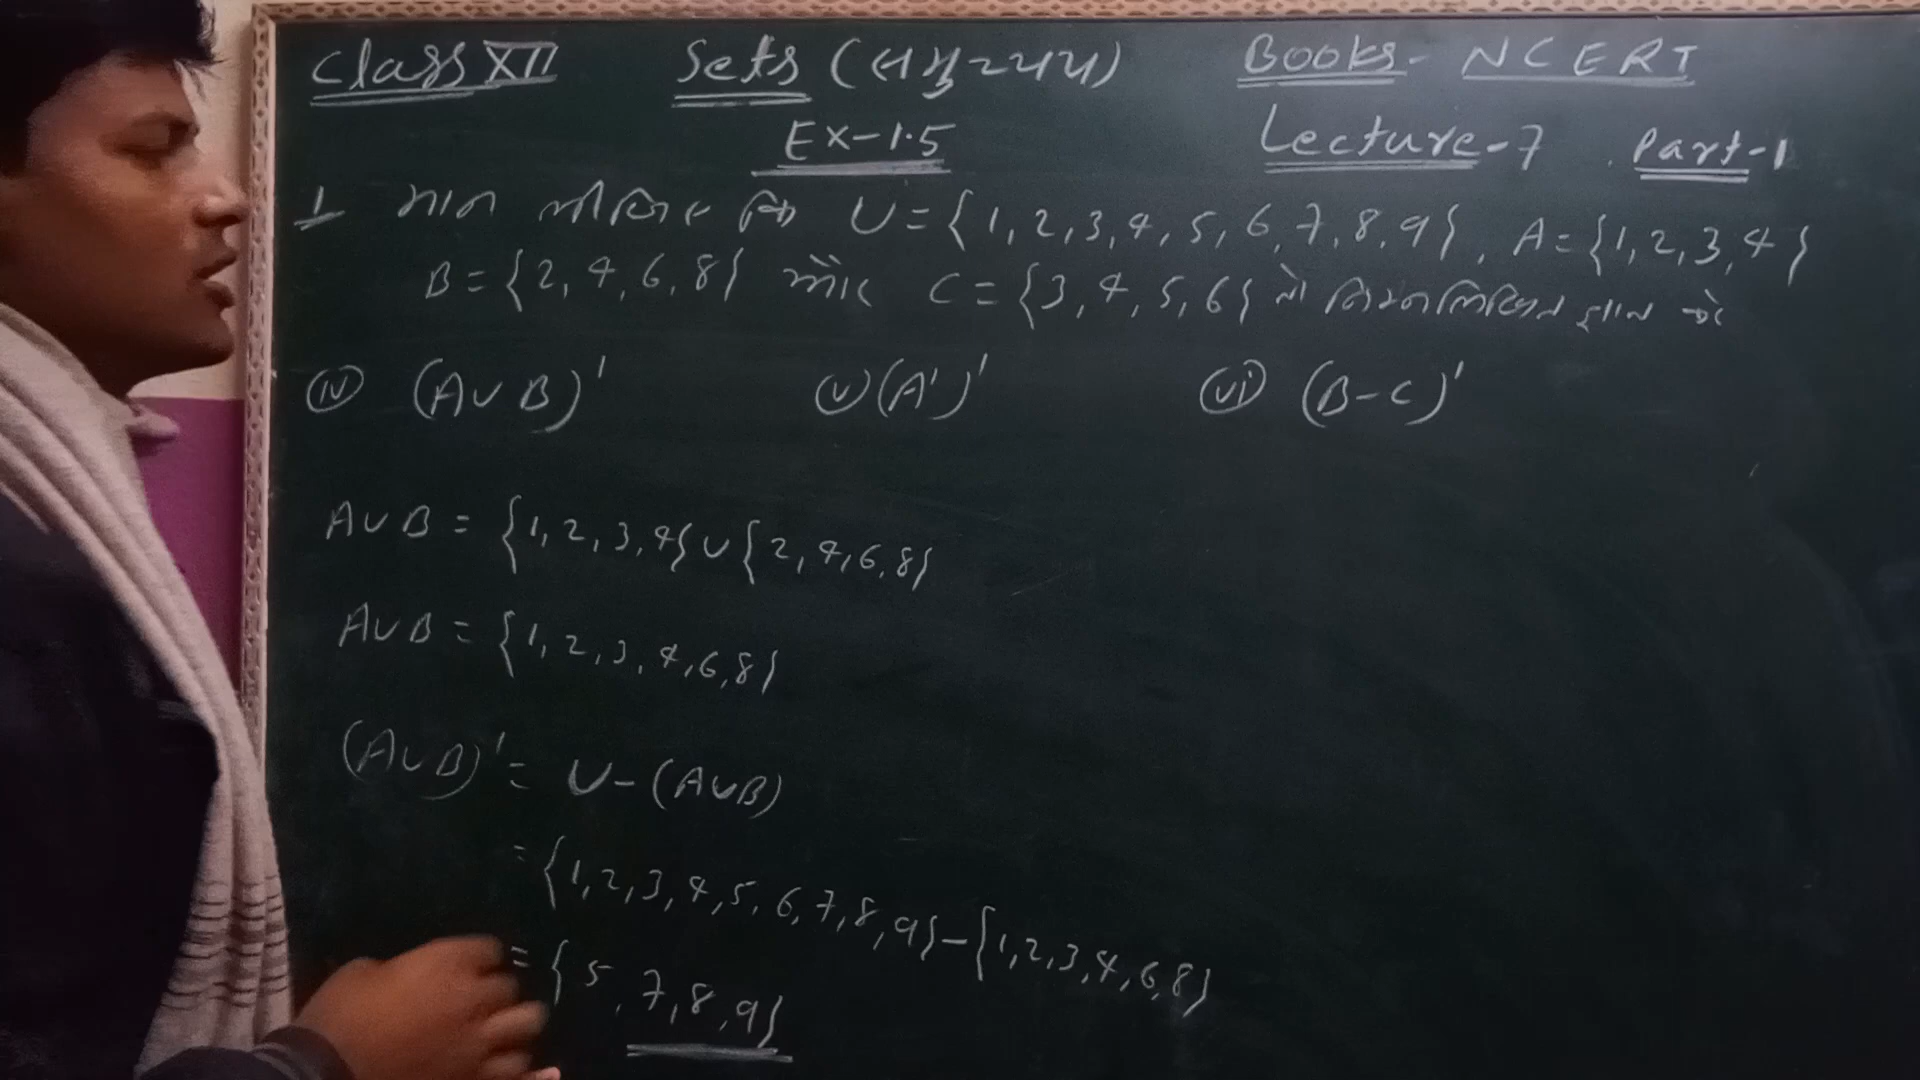 Class XII Sets (समुच्चय) Books - NCERT
Ex-1.5 Lecture-7 Part-1
1 मान लीजिए कि U = {1, 2, 3, 4, 5, 6, 7, 8, 9}, A = {1, 2, 3, 4}
B = {2, 4, 6, 8} और C = {3, 4, 5, 6} तो निम्नलिखित ज्ञात करें
(iv) (A∪B)' (v) (A')' (vi) (B-C)'
A∪B = {1, 2, 3, 4} ∪ {2, 4, 6, 8}
A∪B = {1, 2, 3, 4, 6, 8}
(A∪B)' = U - (A∪B)
= {1, 2, 3, 4, 5, 6, 7, 8, 9} - {1, 2, 3, 4, 6, 8}
= {5, 7, 8, 9}